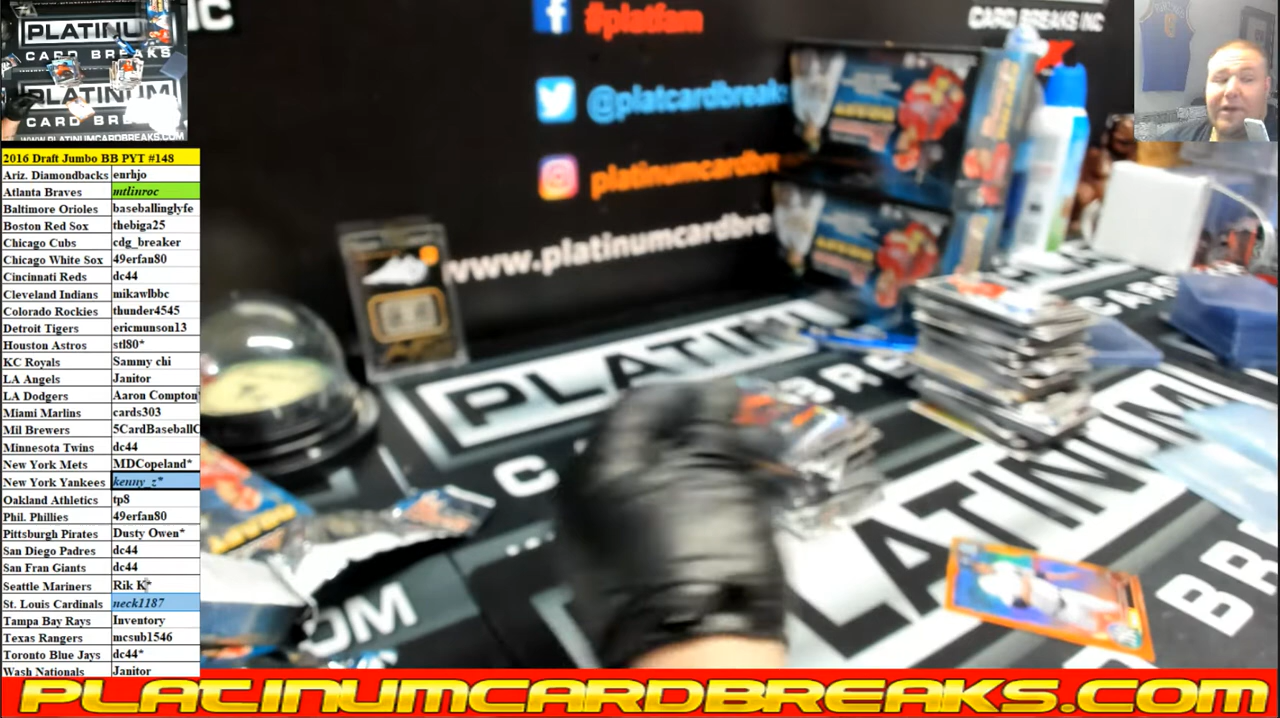 PLATINUM
CARD BREAKS
PLATINUM
CARD BRE
WWW.PLATINUMCARDBREAKS.COM
INC
#platfam
CARD BREAKS INC
@platcardbreaks
platinumcardbre
www.platinumcardbre
PLATINUM
BREAKS
PLATINUM
2016 Draft Jumbo BB PYT #148
Ariz. Diamondbacks enrhjo
Atlanta Braves mtlinroc
Baltimore Orioles baseballinglyfe
Boston Red Sox thebiga25
Chicago Cubs cdg_breaker
Chicago White Sox 49erfan80
Cincinnati Reds dc44
Cleveland Indians mikawlbbc
Colorado Rockies thunder4545
Detroit Tigers ericmunson13
Houston Astros stl80*
KC Royals Sammy chi
LA Angels Janitor
LA Dodgers Aaron Compton*
Miami Marlins cards303
Mil Brewers 5CardBaseballC
Minnesota Twins dc44
New York Mets MDCopeland*
New York Yankees kenny_z*
Oakland Athletics tp8
Phil. Phillies 49erfan80
Pittsburgh Pirates Dusty Owen*
San Diego Padres dc44
San Fran Giants dc44
Seattle Mariners Rik K*
St. Louis Cardinals neck1187
Tampa Bay Rays Inventory
Texas Rangers mcsub1546
Toronto Blue Jays dc44*
Wash Nationals Janitor
PLATINUMCARDBREAKS.COM